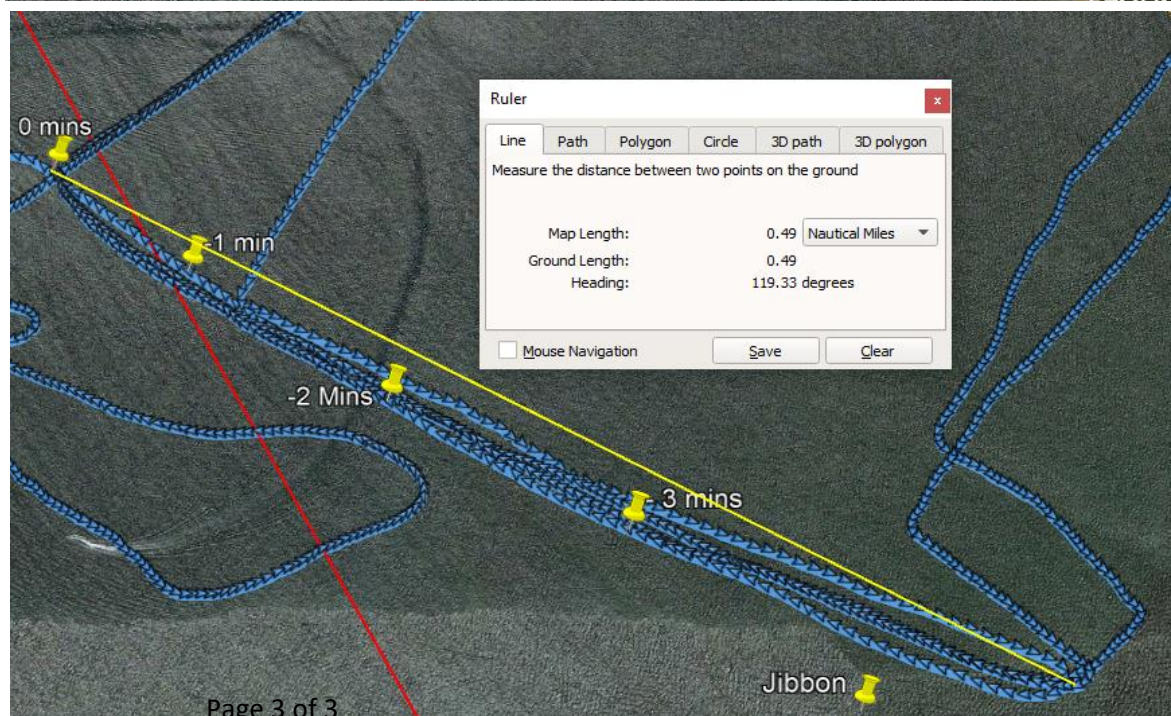 Ruler
x
Line Path Polygon Circle 3D path 3D polygon
Measure the distance between two points on the ground
Map Length: 0.49 Nautical Miles
Ground Length: 0.49
Heading: 119.33 degrees
Mouse Navigation Save Clear
0 mins
-1 min
-2 Mins
- 3 mins
Jibbon
Page 3 of 3